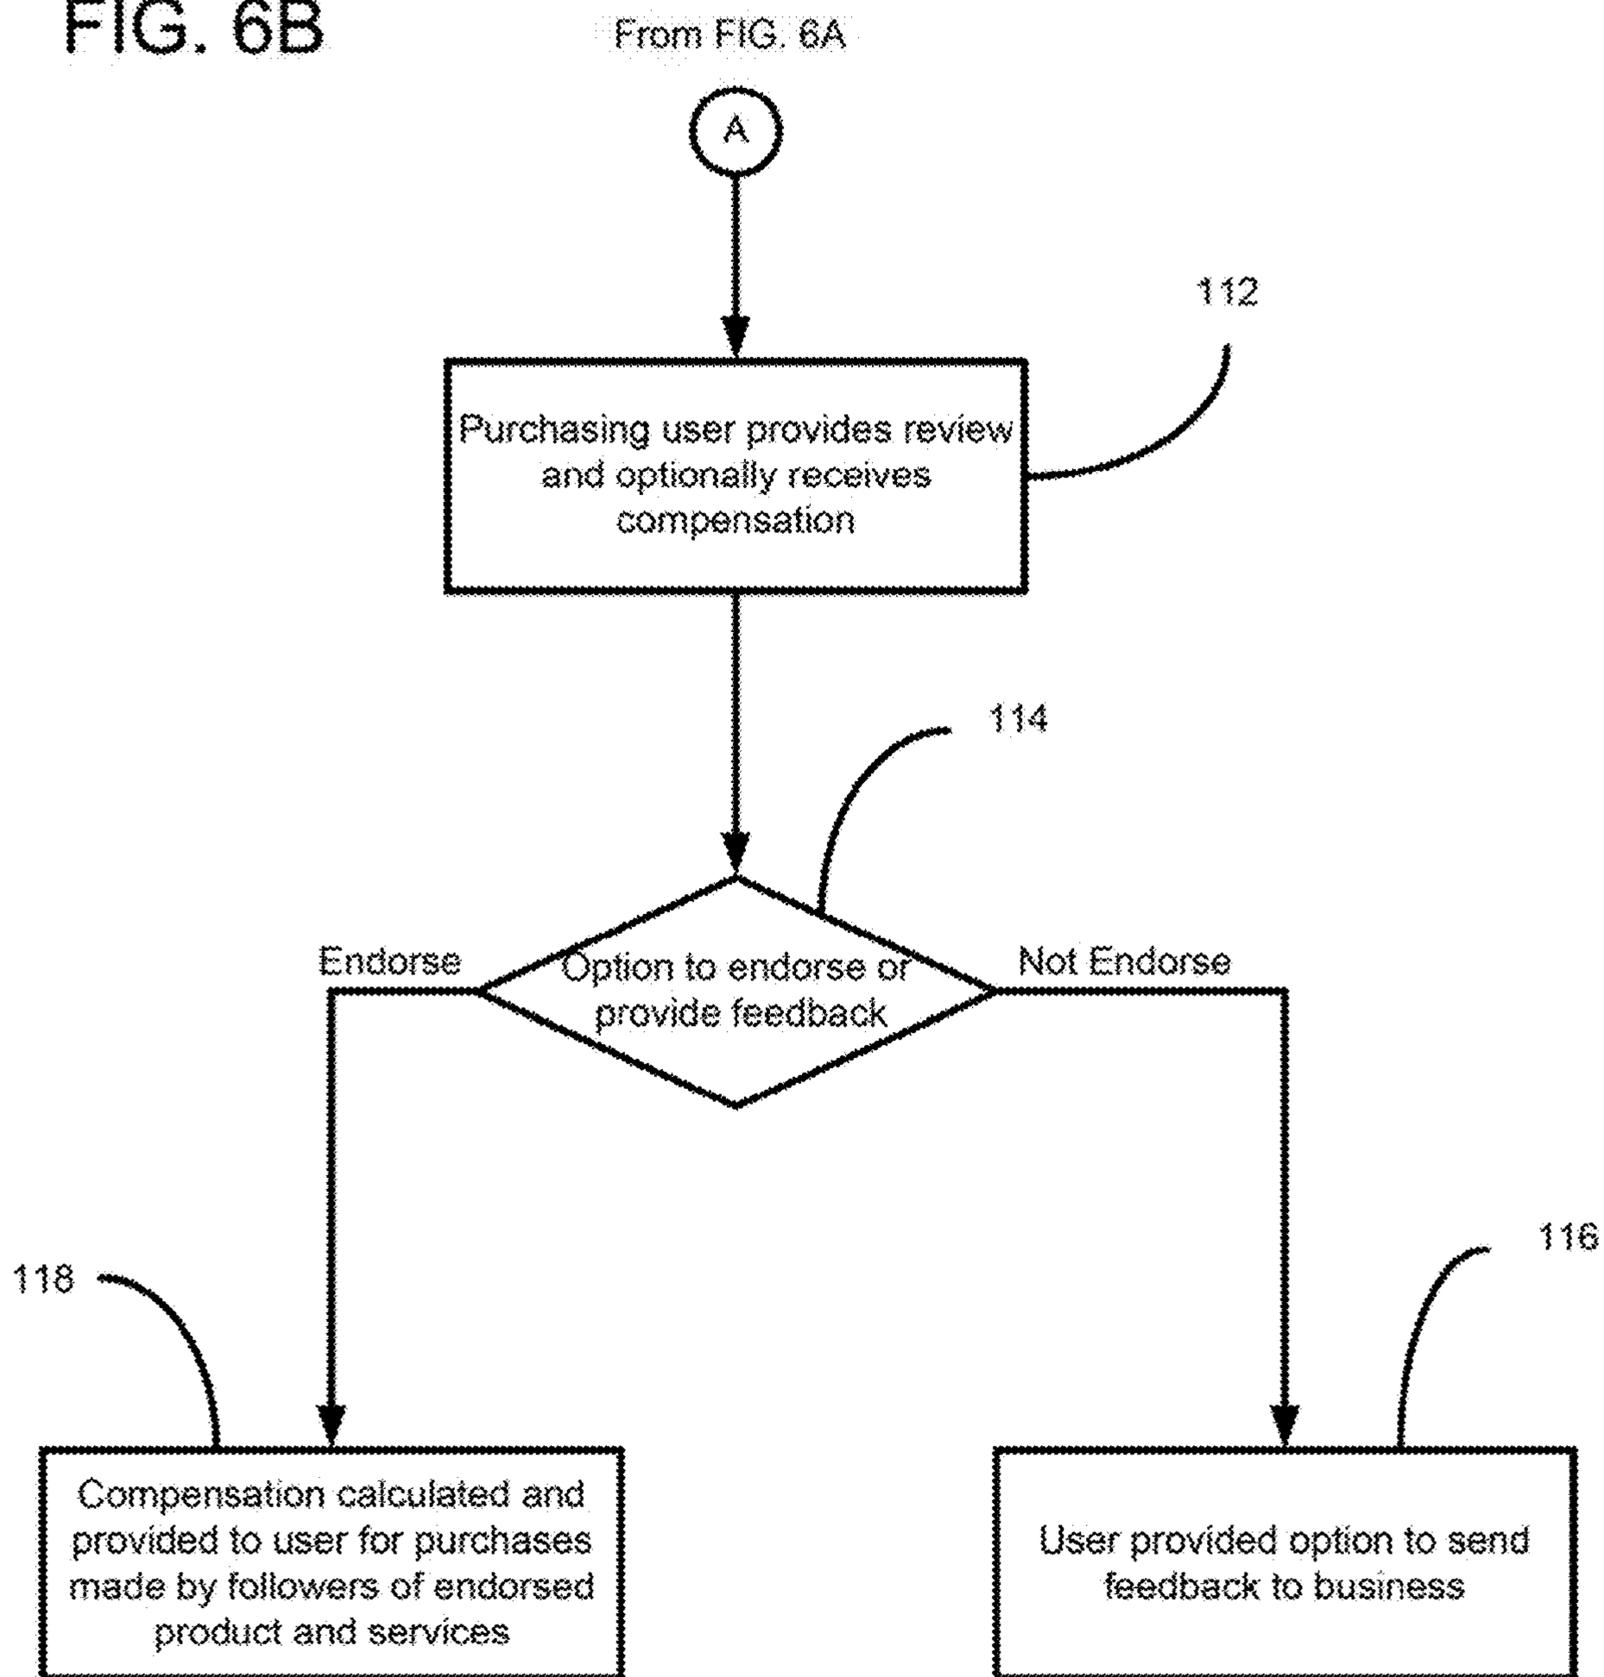 FIG. 6B
From FIG. 6A
A
112
Purchasing user provides review
and optionally receives
compensation
114
Endorse
Option to endorse or
provide feedback
Not Endorse
118
116
Compensation calculated and
provided to user for purchases
made by followers of endorsed
product and services
User provided option to send
feedback to business